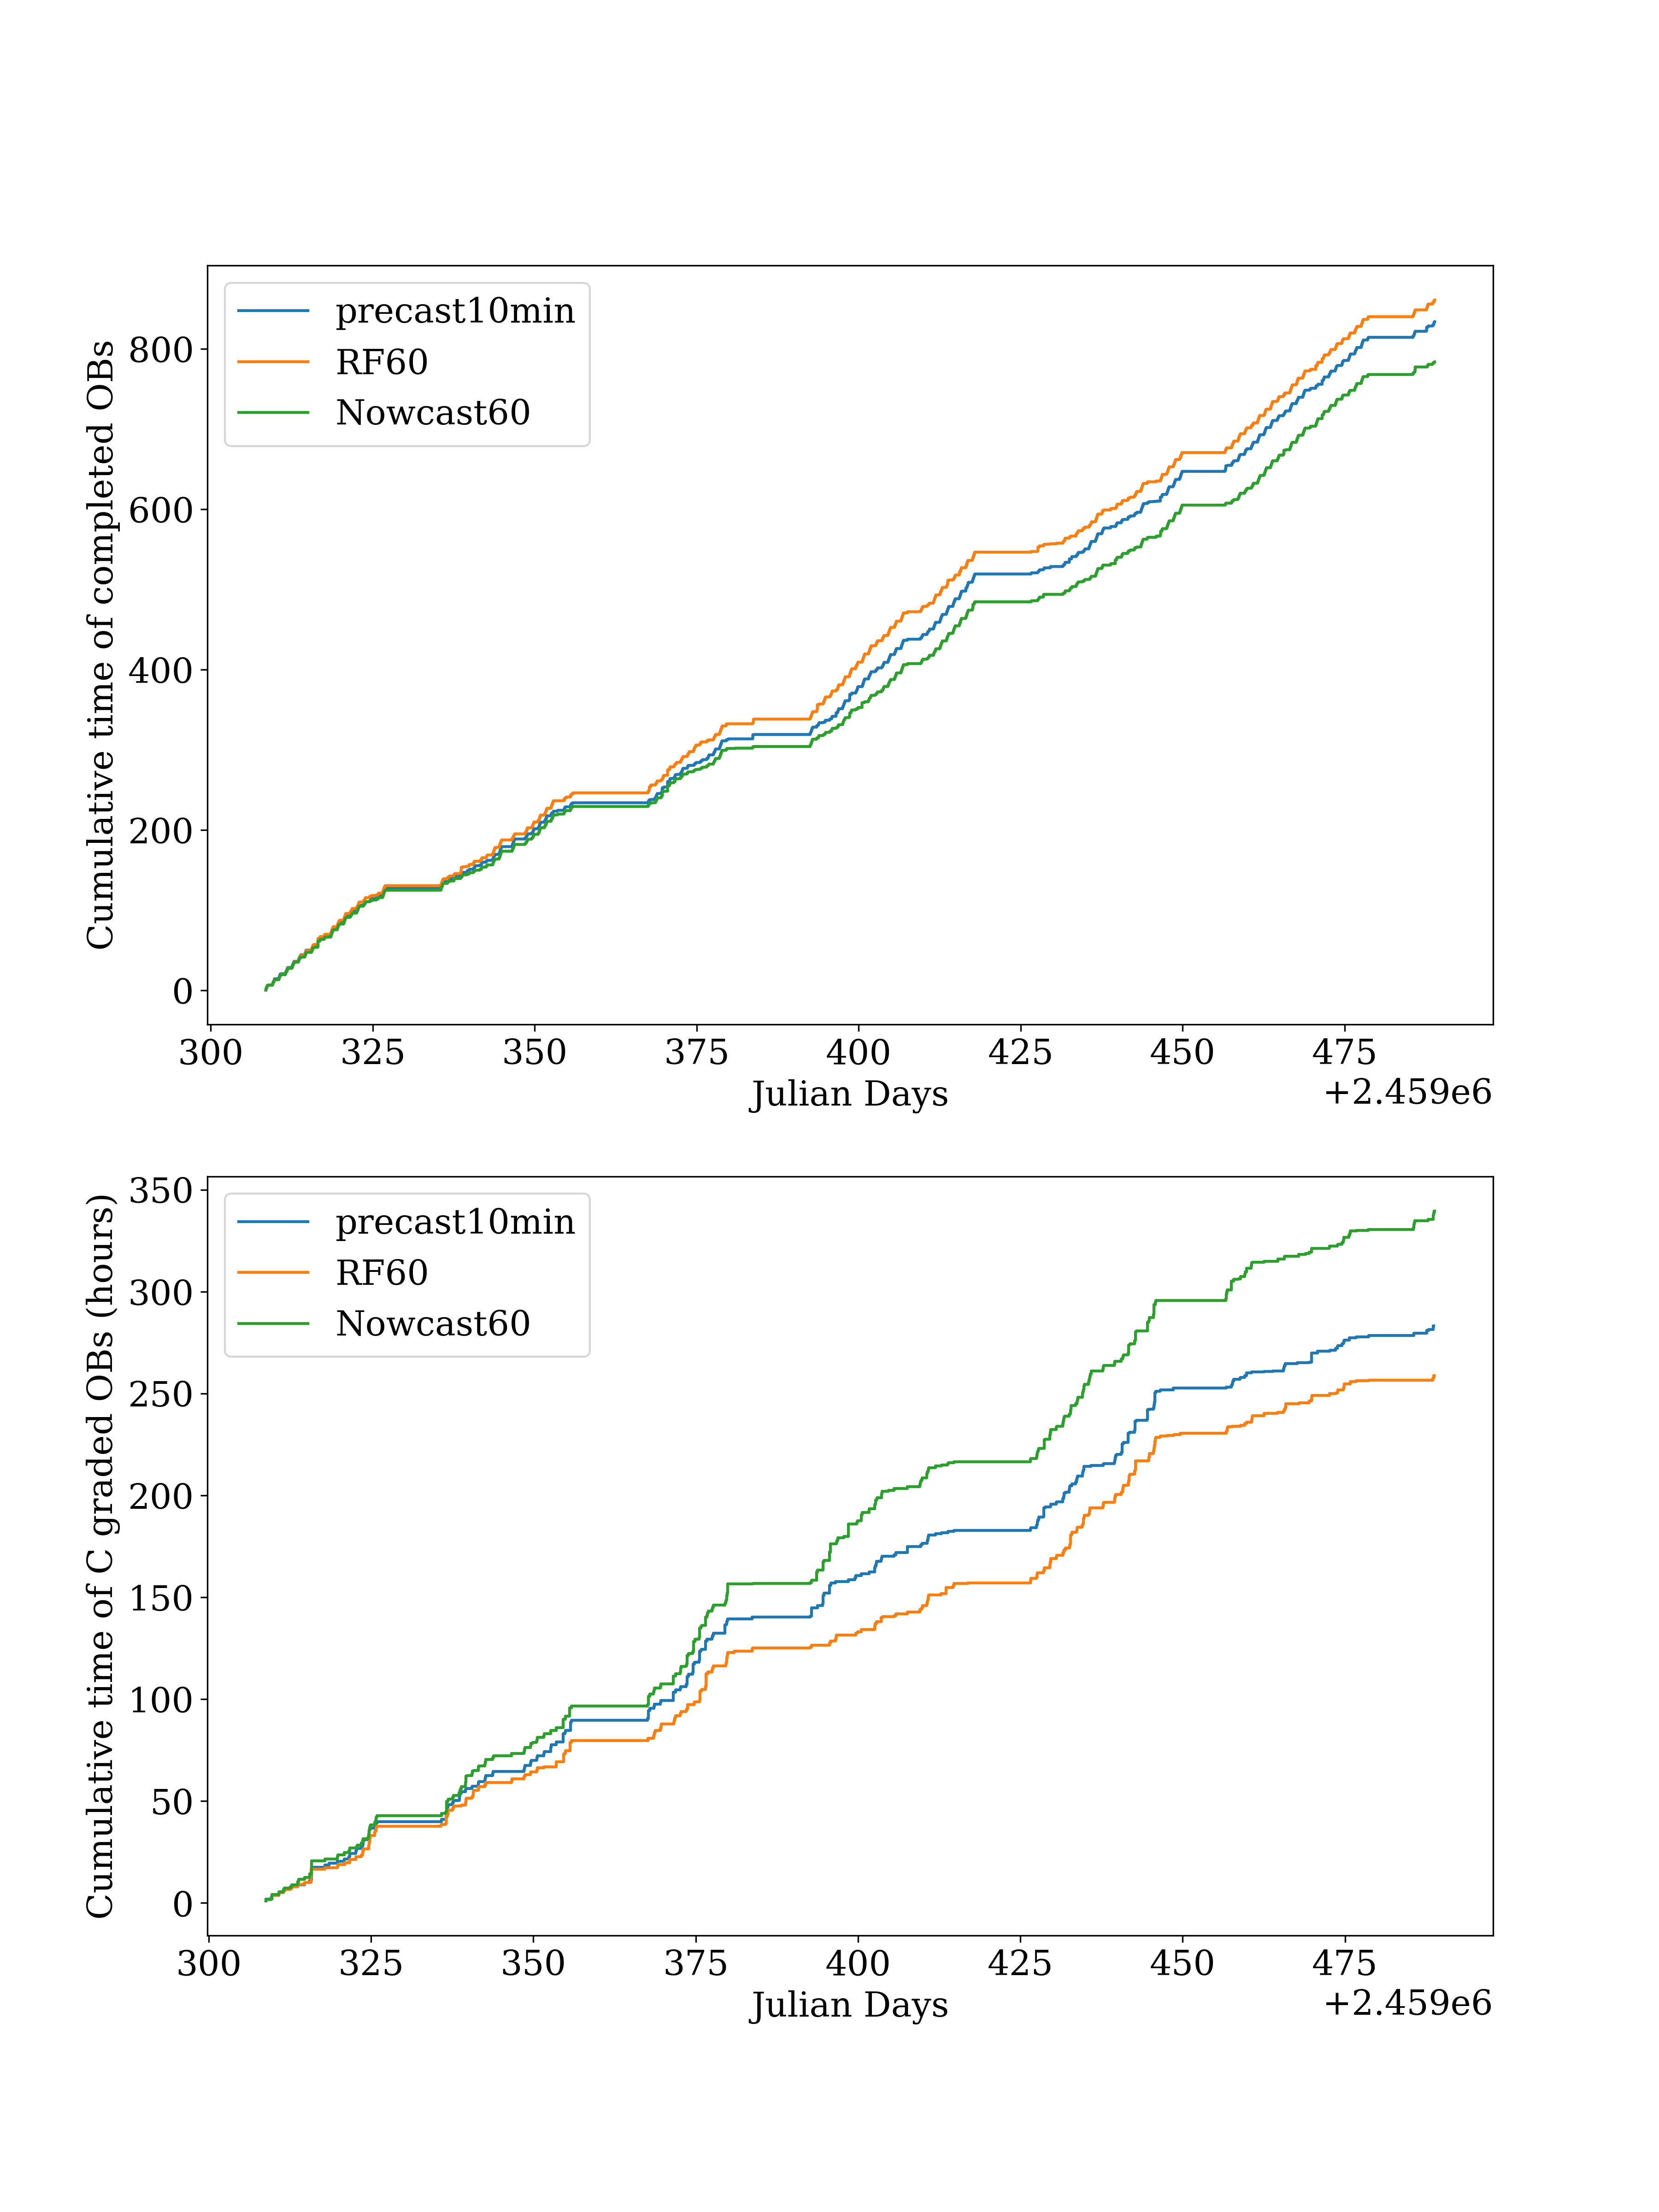 precast10min
RF60
Nowcast60
Cumulative time of completed OBs
800
600
400
200
0
300 325 350 375 400 425 450 475
Julian Days
+2.459e6
precast10min
RF60
Nowcast60
Cumulative time of C graded OBs (hours)
350
300
250
200
150
100
50
0
300 325 350 375 400 425 450 475
Julian Days
+2.459e6